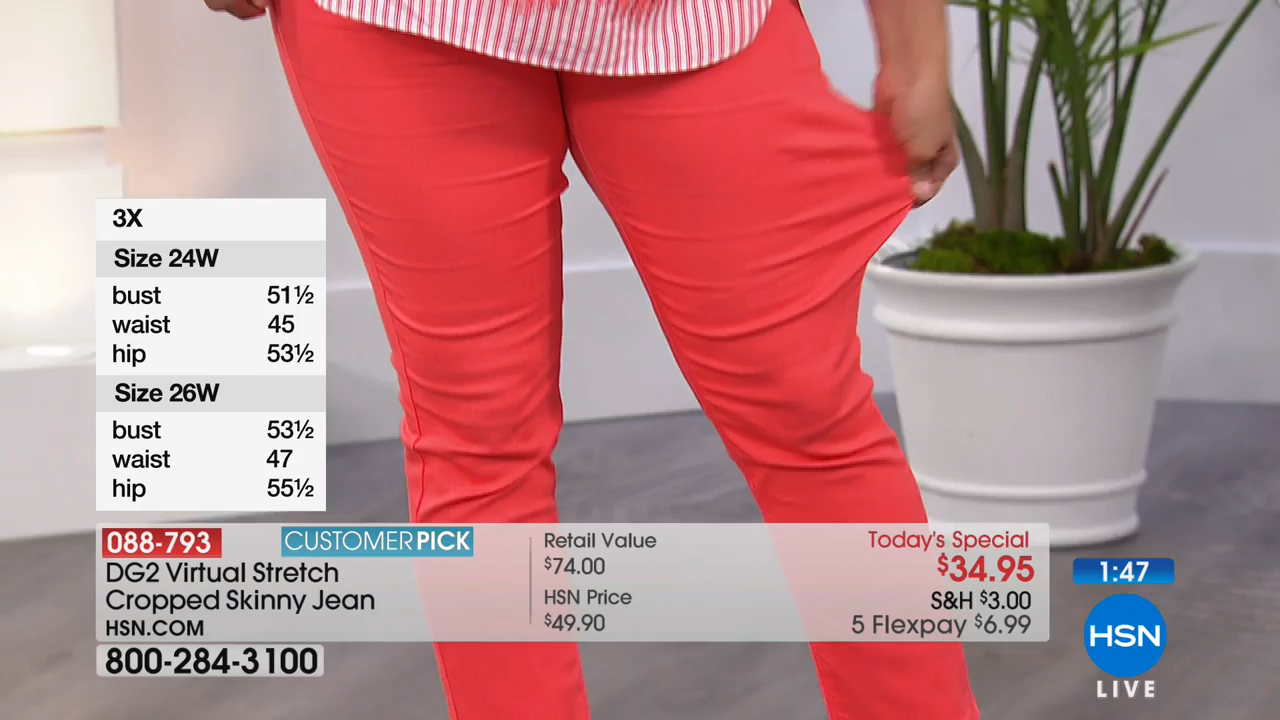 3X
Size 24W
bust 51½
waist 45
hip 53½
Size 26W
bust 53½
waist 47
hip 55½
088-793 CUSTOMER PICK
DG2 Virtual Stretch
Cropped Skinny Jean
HSN.COM
800-284-3100
Retail Value
$74.00
HSN Price
$49.90
Today's Special
$34.95
S&H $3.00
5 Flexpay $6.99
1:47
HSN
LIVE